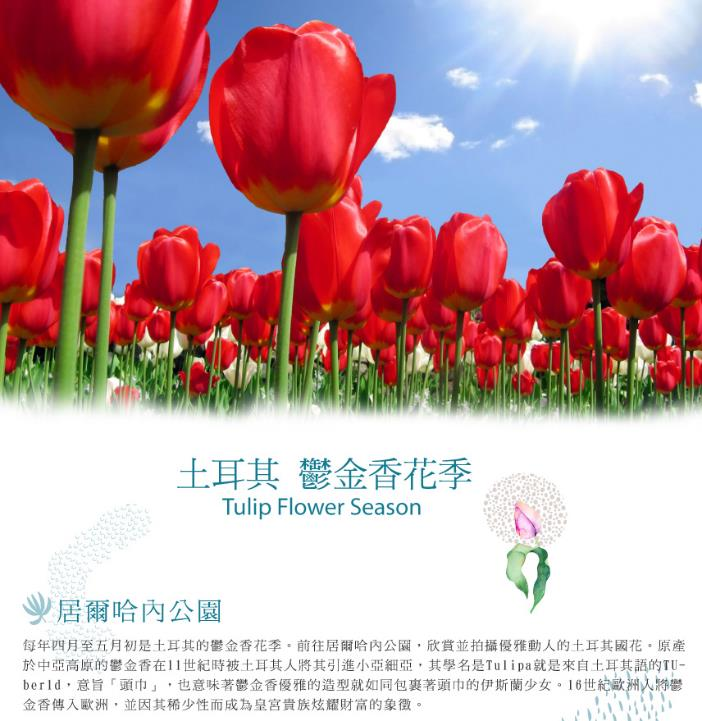 土耳其 鬱金香花季
Tulip Flower Season
居爾哈內公園
每年四月至五月初是土耳其的鬱金香花季。前往居爾哈內公園，欣賞並拍攝優雅動人的土耳其國花。原產
於中亞高原的鬱金香在11世紀時被土耳其人將其引進小亞細亞，其學名是Tulipa就是來自土耳其語的TU-
berld，意旨「頭巾」，也意味著鬱金香優雅的造型就如同包裹著頭巾的伊斯蘭少女。16世紀歐洲人將鬱
金香傳入歐洲，並因其稀少性而成為皇宮貴族炫耀財富的象徵。